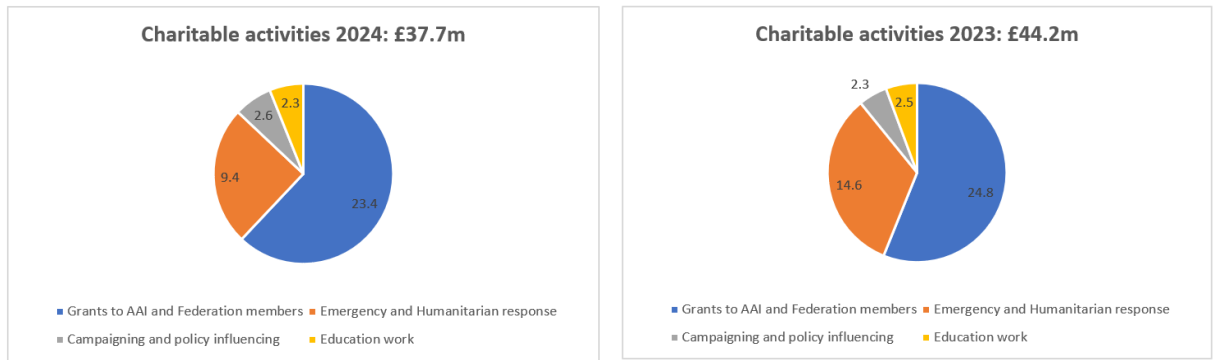 Charitable activities 2024: £37.7m
2.3
2.6
9.4
23.4
Grants to AAI and Federation members Emergency and Humanitarian response
Campaigning and policy influencing Education work
Charitable activities 2023: £44.2m
2.3
2.5
14.6
24.8
Grants to AAI and Federation members Emergency and Humanitarian response
Campaigning and policy influencing Education work